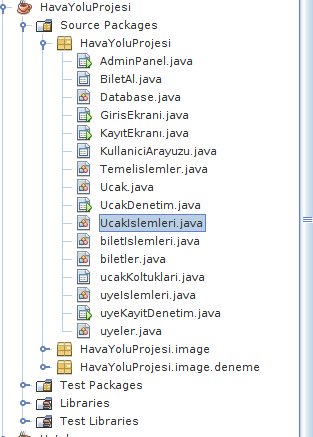 HavaYoluProjesi
Source Packages
HavaYoluProjesi
AdminPanel.java
BiletAl.java
Database.java
GirisEkrani.java
KayıtEkranı.java
KullaniciArayuzu.java
Temelislemler.java
Ucak.java
UcakDenetim.java
UcakIslemleri.java
biletIslemleri.java
biletler.java
ucakKoltuklari.java
uyeIslemleri.java
uyeKayitDenetim.java
uyeler.java
HavaYoluProjesi.image
HavaYoluProjesi.image.deneme
Test Packages
Libraries
Test Libraries